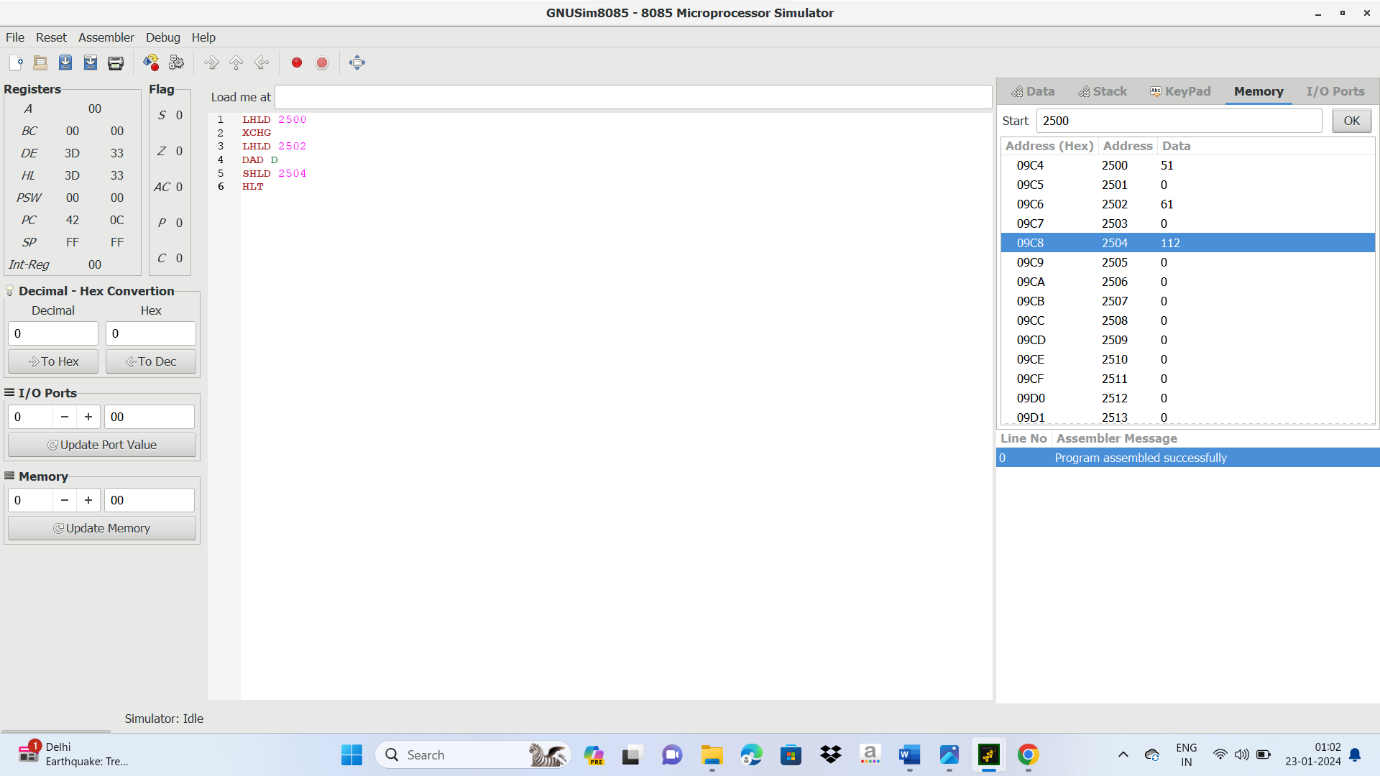 GNUSim8085 - 8085 Microprocessor Simulator
File Reset Assembler Debug Help
Registers
A 00
BC 00 00
DE 3D 33
HL 3D 33
PSW 00 00
PC 42 0C
SP FF FF
Int-Reg 00
Flag
S 0
Z 0
AC 0
P 0
C 0
Decimal - Hex Convertion
Decimal Hex
0 0
To Hex To Dec
I/O Ports
0 − + 00
Update Port Value
Memory
0 − + 00
Update Memory
Load me at
1 LHLD 2500
2 XCHG
3 LHLD 2502
4 DAD D
5 SHLD 2504
6 HLT
Data Stack Abc KeyPad Memory I/O Ports
Start 2500 OK
Address (Hex) Address Data
09C4 2500 51
09C5 2501 0
09C6 2502 61
09C7 2503 0
09C8 2504 112
09C9 2505 0
09CA 2506 0
09CB 2507 0
09CC 2508 0
09CD 2509 0
09CE 2510 0
09CF 2511 0
09D0 2512 0
09D1 2513 0
Line No Assembler Message
0 Program assembled successfully
Simulator: Idle
1 Delhi
Earthquake: Tre...
Search
PRE
a
W
ENG
IN
01:02
23-01-2024